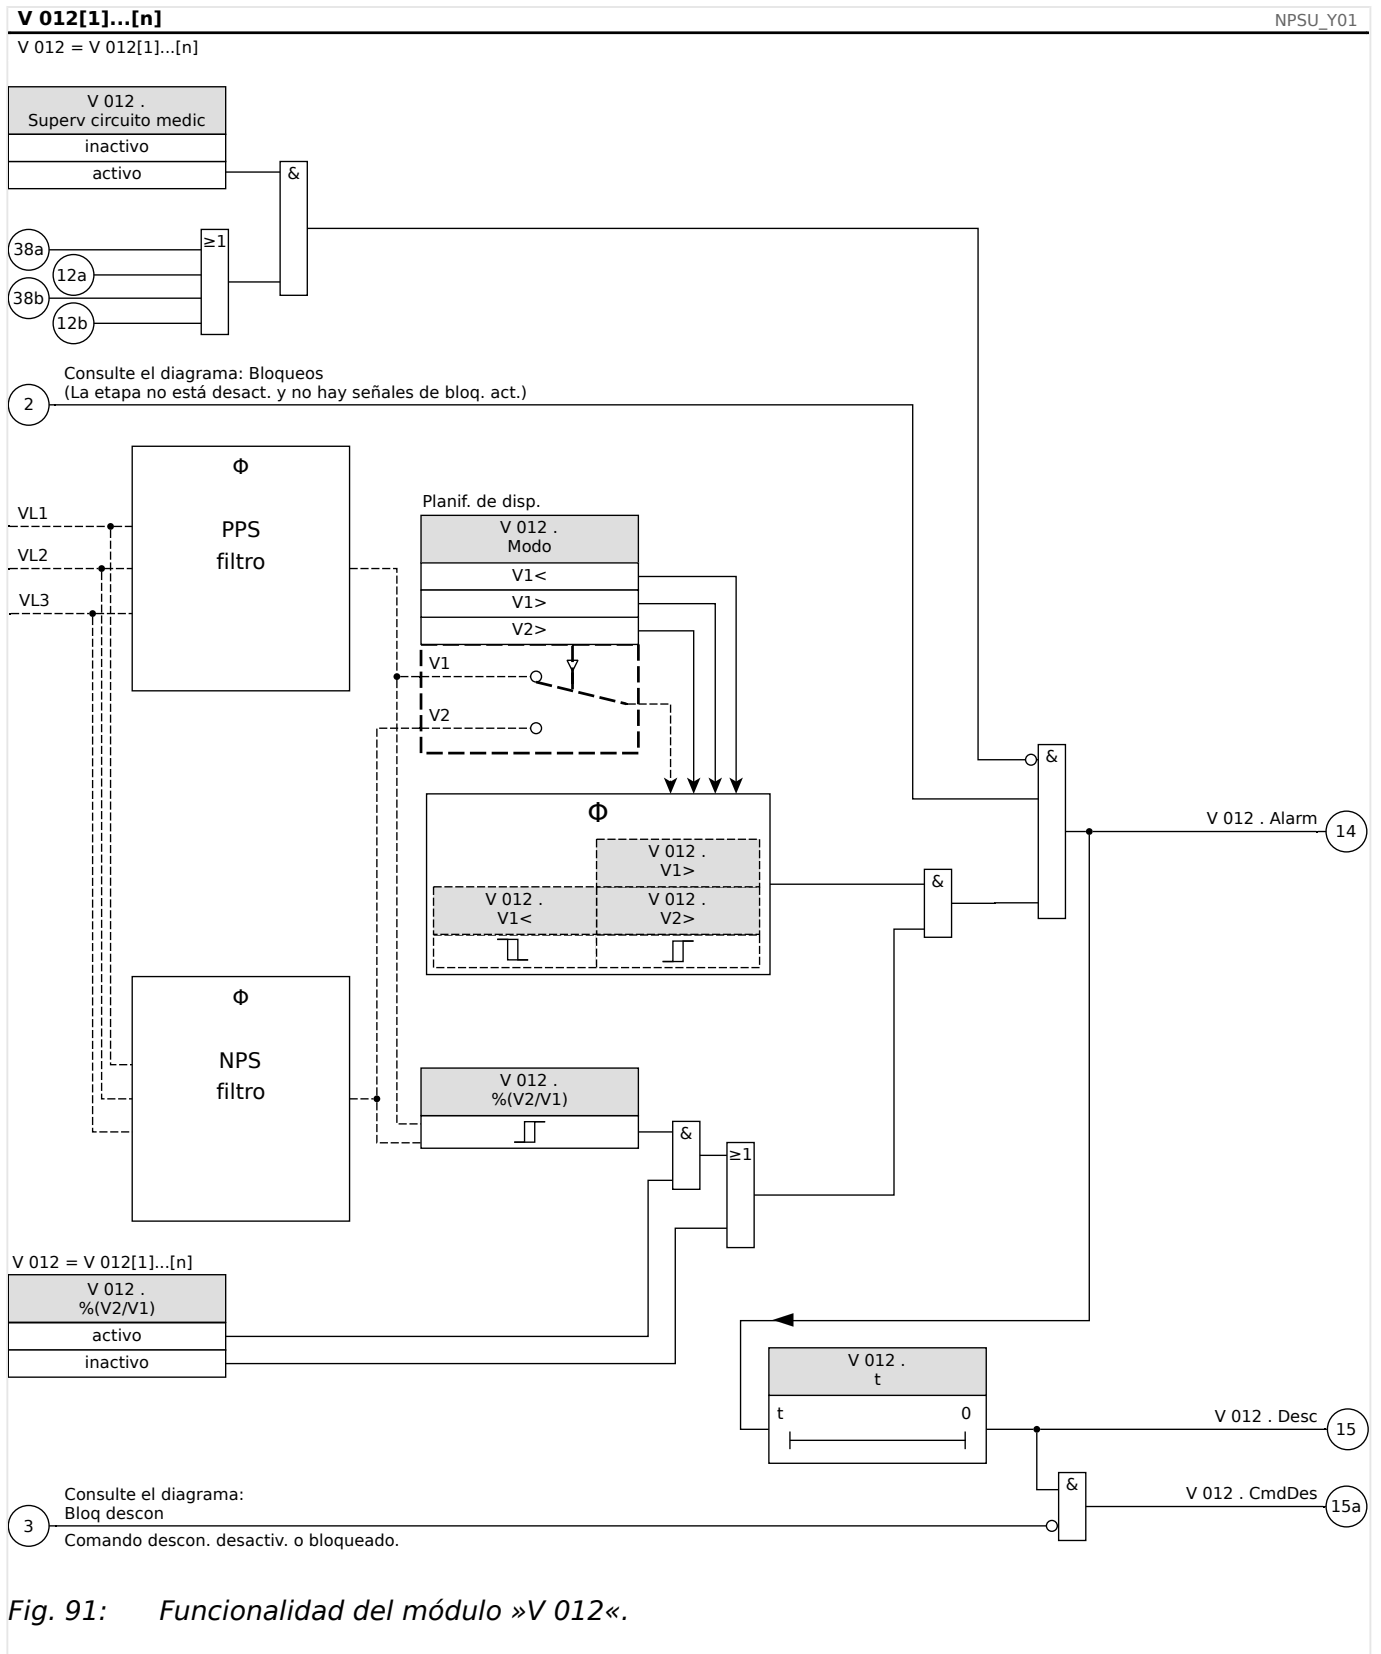 V 012[1]...[n]
NPSU_Y01
V 012 = V 012[1]...[n]
V 012 .
Superv circuito medic
inactivo
activo
&
38a
≥1
12a
38b
12b
Consulte el diagrama: Bloqueos
(La etapa no está desact. y no hay señales de bloq. act.)
2
Φ
PPS
filtro
VL1
VL2
VL3
Planif. de disp.
V 012 .
Modo
V1<
V1>
V2>
V1
V2
&
Φ
V 012 .
V1>
V 012 .
V1<
V 012 .
V2>
&
V 012 . Alarm
14
Φ
NPS
filtro
V 012 .
%(V2/V1)
&
≥1
V 012 = V 012[1]...[n]
V 012 .
%(V2/V1)
activo
inactivo
V 012 .
t
t
0
V 012 . Desc
15
&
V 012 . CmdDes
15a
Consulte el diagrama:
Bloq descon
3
Comando descon. desactiv. o bloqueado.
Fig. 91: Funcionalidad del módulo »V 012«.